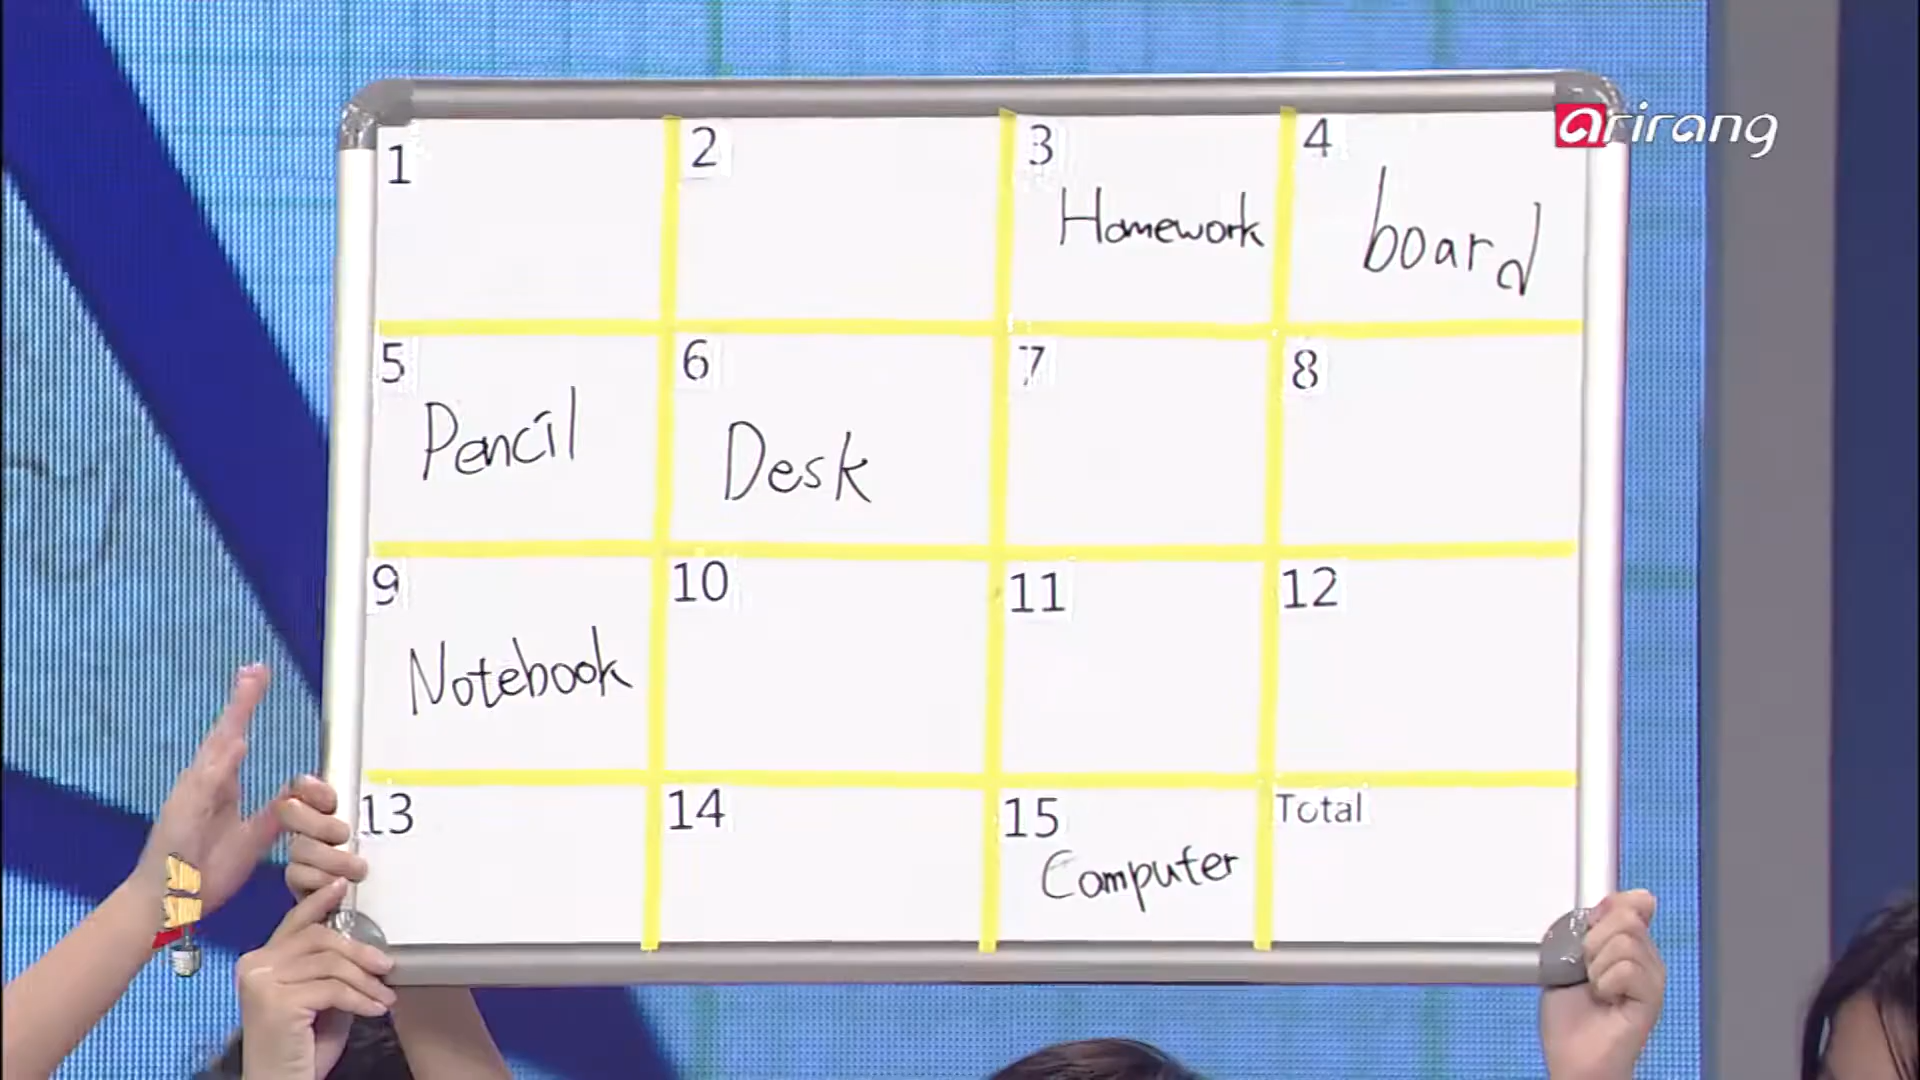 arirang
1
2
3
Homework
4
board
5
Pencil
6
Desk
7
8
9
Notebook
10
11
12
13
14
15
Computer
Total